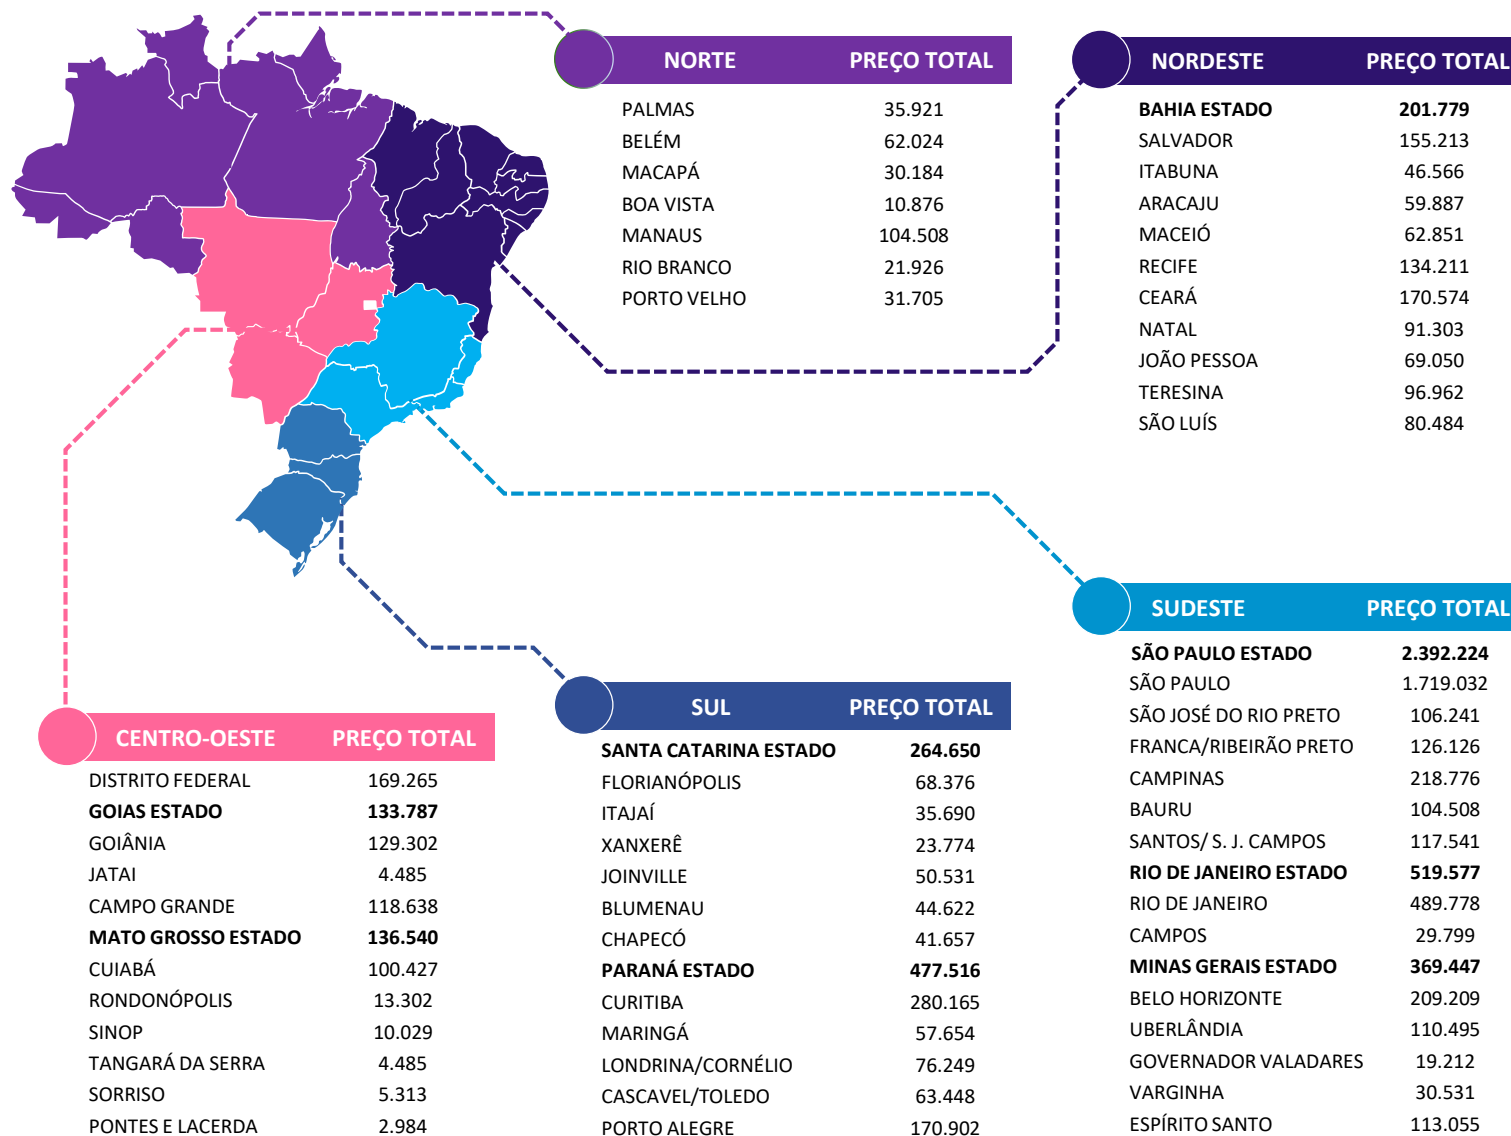 NORTE PREÇO TOTAL
PALMAS 35.921
BELÉM 62.024
MACAPÁ 30.184
BOA VISTA 10.876
MANAUS 104.508
RIO BRANCO 21.926
PORTO VELHO 31.705
NORDESTE PREÇO TOTAL
BAHIA ESTADO 201.779
SALVADOR 155.213
ITABUNA 46.566
ARACAJU 59.887
MACEIÓ 62.851
RECIFE 134.211
CEARÁ 170.574
NATAL 91.303
JOÃO PESSOA 69.050
TERESINA 96.962
SÃO LUÍS 80.484
CENTRO-OESTE PREÇO TOTAL
DISTRITO FEDERAL 169.265
GOIAS ESTADO 133.787
GOIÂNIA 129.302
JATAI 4.485
CAMPO GRANDE 118.638
MATO GROSSO ESTADO 136.540
CUIABÁ 100.427
RONDONÓPOLIS 13.302
SINOP 10.029
TANGARÁ DA SERRA 4.485
SORRISO 5.313
PONTES E LACERDA 2.984
SUL PREÇO TOTAL
SANTA CATARINA ESTADO 264.650
FLORIANÓPOLIS 68.376
ITAJAÍ 35.690
XANXERÊ 23.774
JOINVILLE 50.531
BLUMENAU 44.622
CHAPECÓ 41.657
PARANÁ ESTADO 477.516
CURITIBA 280.165
MARINGÁ 57.654
LONDRINA/CORNÉLIO 76.249
CASCAVEL/TOLEDO 63.448
PORTO ALEGRE 170.902
SUDESTE PREÇO TOTAL
SÃO PAULO ESTADO 2.392.224
SÃO PAULO 1.719.032
SÃO JOSÉ DO RIO PRETO 106.241
FRANCA/RIBEIRÃO PRETO 126.126
CAMPINAS 218.776
BAURU 104.508
SANTOS/ S. J. CAMPOS 117.541
RIO DE JANEIRO ESTADO 519.577
RIO DE JANEIRO 489.778
CAMPOS 29.799
MINAS GERAIS ESTADO 369.447
BELO HORIZONTE 209.209
UBERLÂNDIA 110.495
GOVERNADOR VALADARES 19.212
VARGINHA 30.531
ESPÍRITO SANTO 113.055